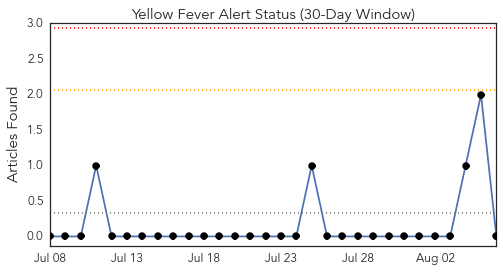 Yellow Fever Alert Status (30-Day Window)
3.0
2.5
2.0
1.5
1.0
0.5
0.0
Articles Found
Jul 08 Jul 13 Jul 18 Jul 23 Jul 28 Aug 02